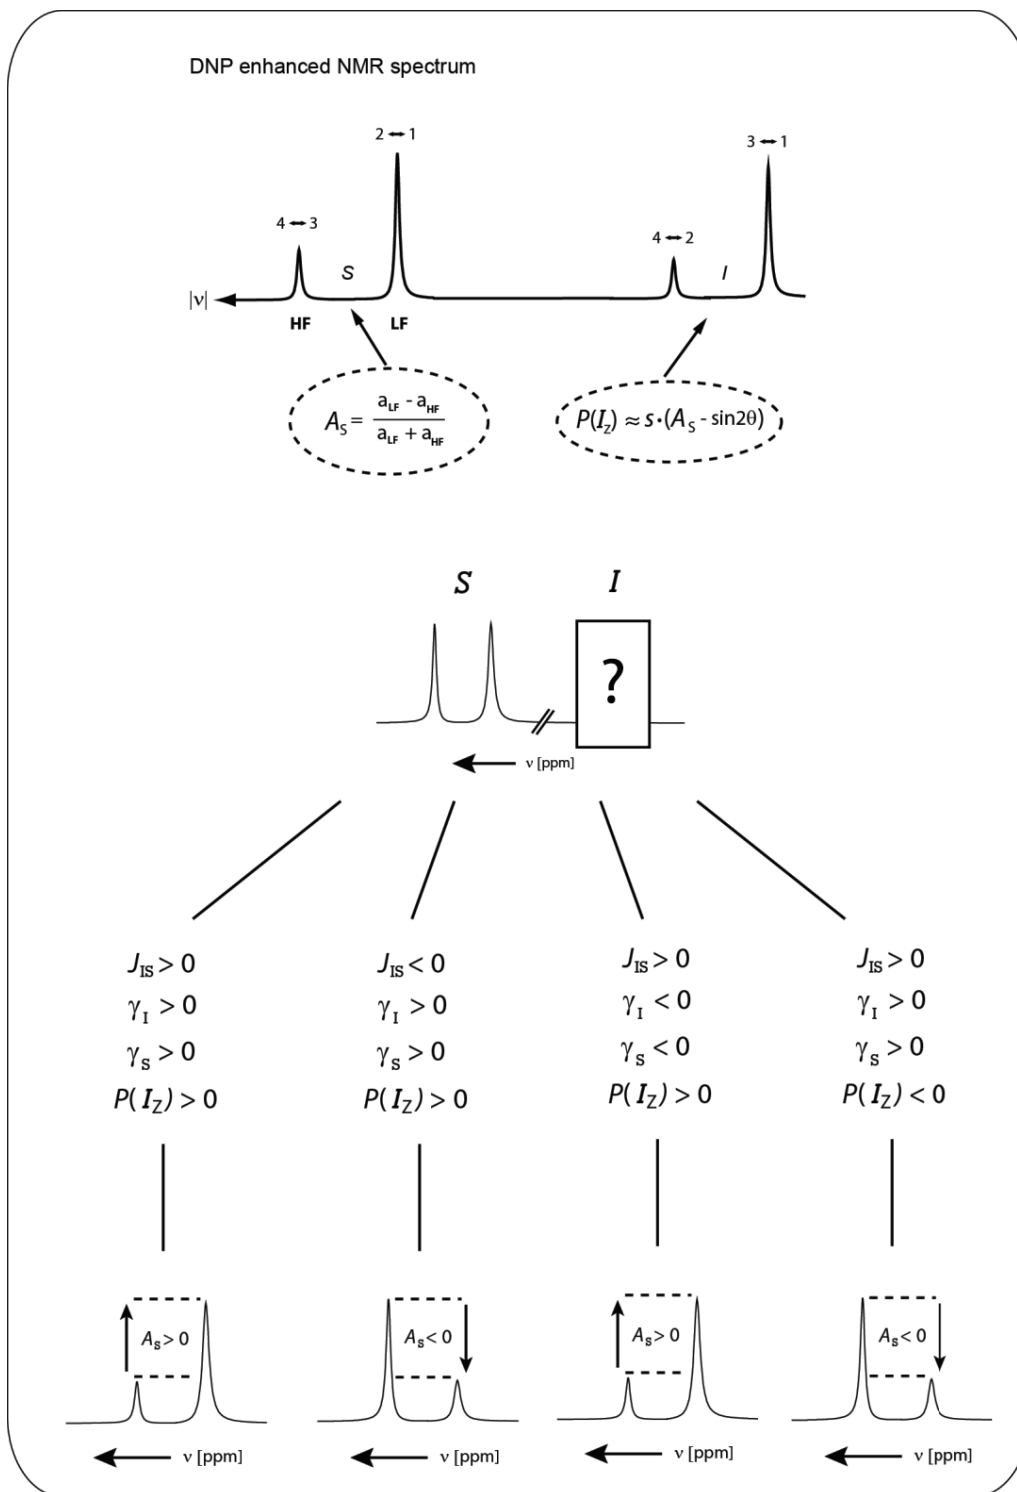 DNP enhanced NMR spectrum
2 ↔ 1
3 ↔ 1
4 ↔ 3
4 ↔ 2
S
I
|ν|
HF
LF
A_S = (a_LF - a_HF) / (a_LF + a_HF)
P(I_Z) ≈ s·(A_S - sin2θ)
S I
?
ν [ppm]
J_IS > 0
γ_I > 0
γ_S > 0
P(I_Z) > 0
J_IS < 0
γ_I > 0
γ_S > 0
P(I_Z) > 0
J_IS > 0
γ_I < 0
γ_S < 0
P(I_Z) > 0
J_IS > 0
γ_I > 0
γ_S > 0
P(I_Z) < 0
A_S > 0
A_S < 0
A_S > 0
A_S < 0
ν [ppm]
ν [ppm]
ν [ppm]
ν [ppm]